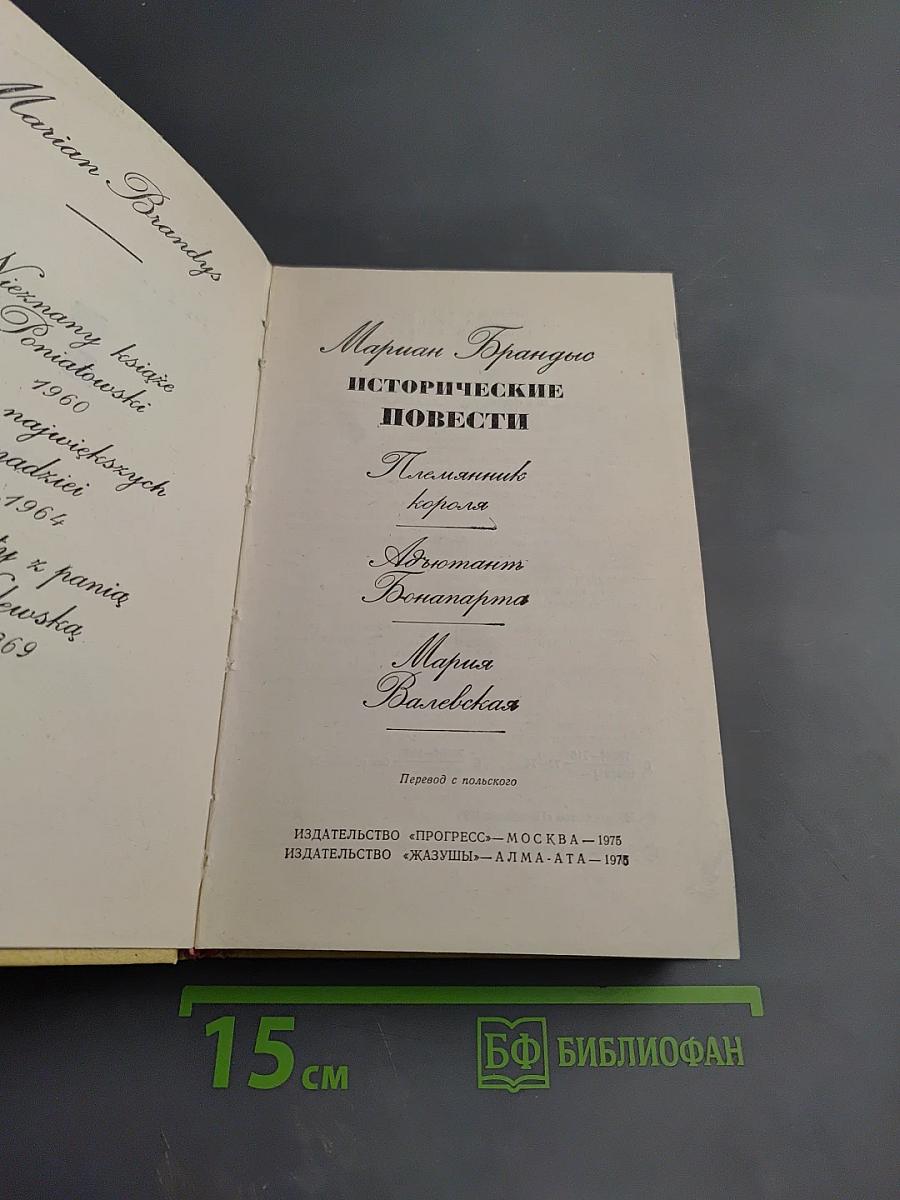 Marian Brandys
Nieznany książe
Poniatowski
1960
największych
nadziei
1964
z panią
1969
Мариан Брандыс
ИСТОРИЧЕСКИЕ
ПОВЕСТИ
Племянник
короля
Адъютант
Бонапарта
Мария
Валевская
Перевод с польского
ИЗДАТЕЛЬСТВО «ПРОГРЕСС»—МОСКВА—1975
ИЗДАТЕЛЬСТВО «ЖАЗУШЫ»—АЛМА-АТА—1975
15 см
БФ БИБЛИОФАН